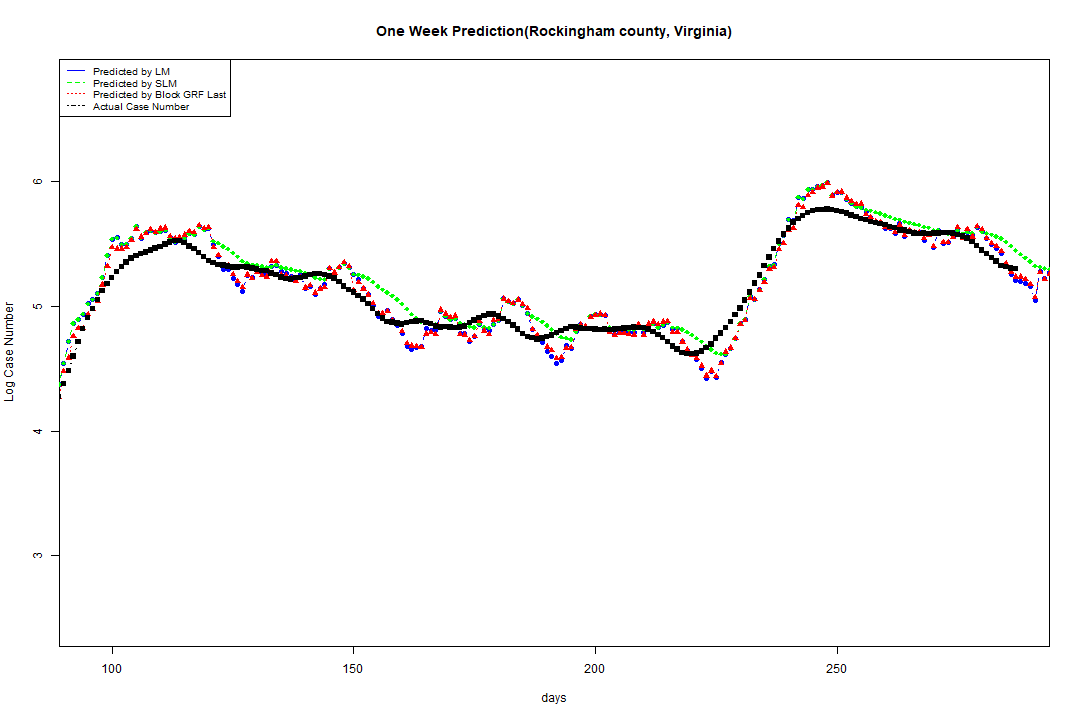 One Week Prediction(Rockingham county, Virginia)
Predicted by LM
Predicted by SLM
Predicted by Block GRF Last
Actual Case Number
6
5
4
3
Log Case Number
100 150 200 250
days